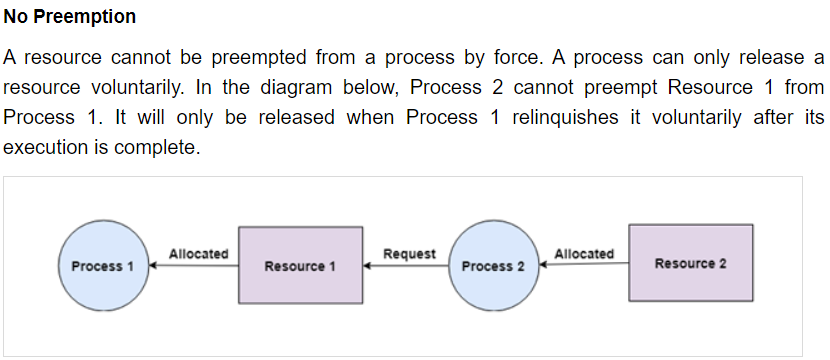 No Preemption
A resource cannot be preempted from a process by force. A process can only release a
resource voluntarily. In the diagram below, Process 2 cannot preempt Resource 1 from
Process 1. It will only be released when Process 1 relinquishes it voluntarily after its
execution is complete.
Process 1
Allocated
Resource 1
Request
Process 2
Allocated
Resource 2